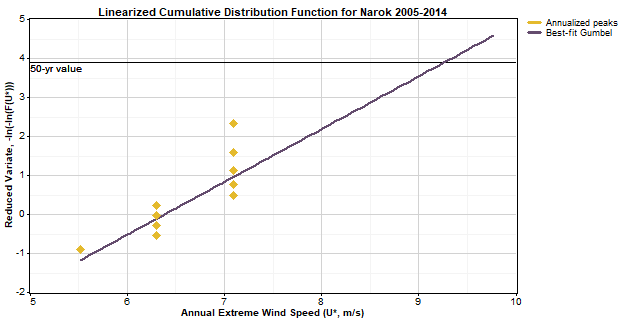 Linearized Cumulative Distribution Function for Narok 2005-2014
Annualized peaks
Best-fit Gumbel
50-yr value
Reduced Variate, -ln(-ln(F(U*)))
5
4
3
2
1
0
-1
-2
5
6
7
8
9
10
Annual Extreme Wind Speed (U*, m/s)